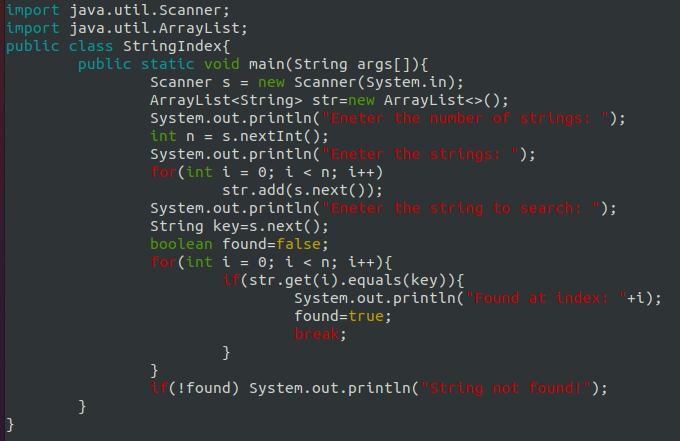 import java.util.Scanner;
import java.util.ArrayList;
public class StringIndex{
        public static void main(String args[]){
                Scanner s = new Scanner(System.in);
                ArrayList<String> str=new ArrayList<>();
                System.out.println("Eneter the number of strings: ");
                int n = s.nextInt();
                System.out.println("Eneter the strings: ");
                for(int i = 0; i < n; i++)
                        str.add(s.next());
                System.out.println("Eneter the string to search: ");
                String key=s.next();
                boolean found=false;
                for(int i = 0; i < n; i++){
                        if(str.get(i).equals(key)){
                                System.out.println("Found at index: "+i);
                                found=true;
                                break;
                        }
                }
                if(!found) System.out.println("String not found!");
        }
}